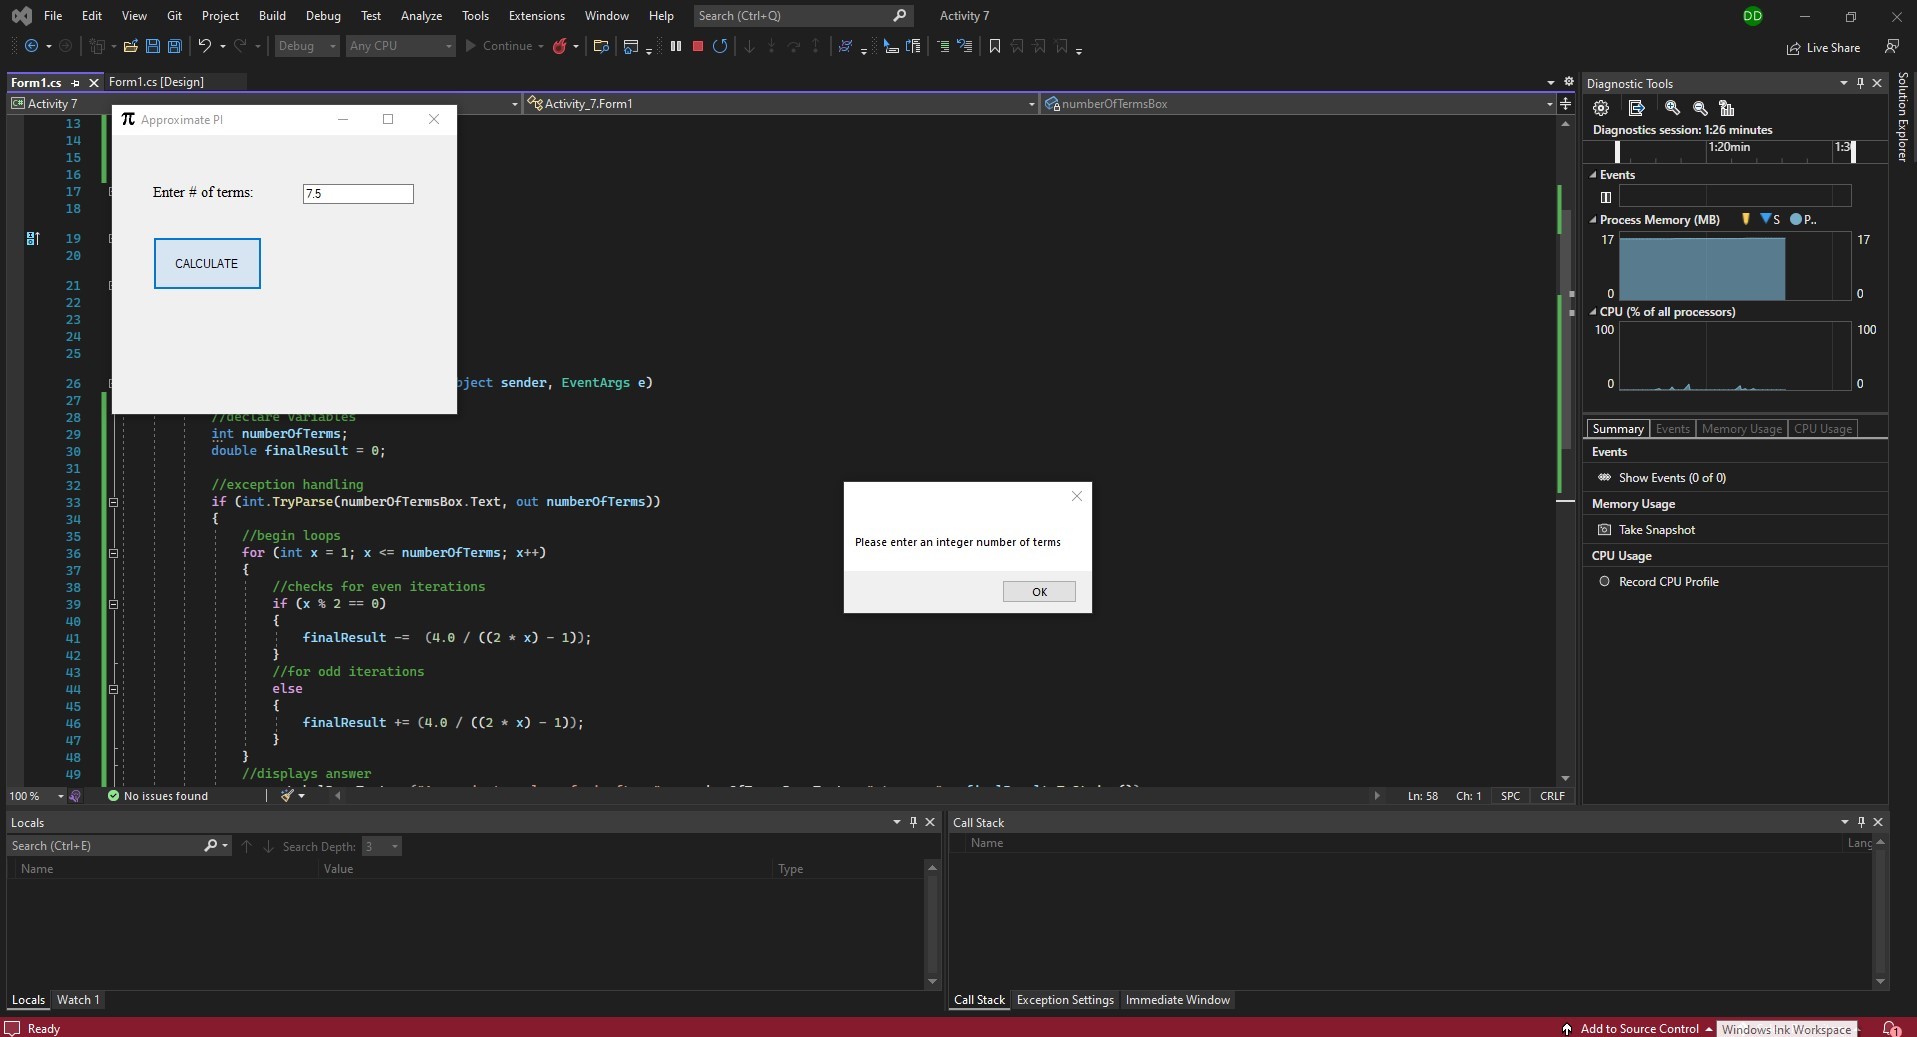 File Edit View Git Project Build Debug Test Analyze Tools Extensions Window Help Search (Ctrl+Q) Activity 7 DD
Debug Any CPU Continue Live Share
Form1.cs Form1.cs [Design]
C# Activity 7 Activity_7.Form1 numberOfTermsBox
Approximate PI
Enter # of terms: 7.5
CALCULATE
13
14
15
16
17
18
19
20
21
22
23
24
25
26 bject sender, EventArgs e)
27
28 //declare variables
29 int numberOfTerms;
30 double finalResult = 0;
31
32 //exception handling
33 if (int.TryParse(numberOfTermsBox.Text, out numberOfTerms))
34 {
35 //begin loops
36 for (int x = 1; x <= numberOfTerms; x++)
37 {
38 //checks for even iterations
39 if (x % 2 == 0)
40 {
41 finalResult -= (4.0 / ((2 * x) - 1));
42 }
43 //for odd iterations
44 else
45 {
46 finalResult += (4.0 / ((2 * x) - 1));
47 }
48 }
49 //displays answer
Please enter an integer number of terms
OK
100 % No issues found Ln: 58 Ch: 1 SPC CRLF
Diagnostic Tools
Diagnostics session: 1:26 minutes
1:20min 1:3
Events
Process Memory (MB) S P..
17 17
0 0
CPU (% of all processors)
100 100
0 0
Summary Events Memory Usage CPU Usage
Events
Show Events (0 of 0)
Memory Usage
Take Snapshot
CPU Usage
Record CPU Profile
Solution Explorer
Locals
Search (Ctrl+E) Search Depth: 3
Name Value Type
Locals Watch 1
Call Stack
Name Lang
Call Stack Exception Settings Immediate Window
Ready Add to Source Control Windows Ink Workspace 1